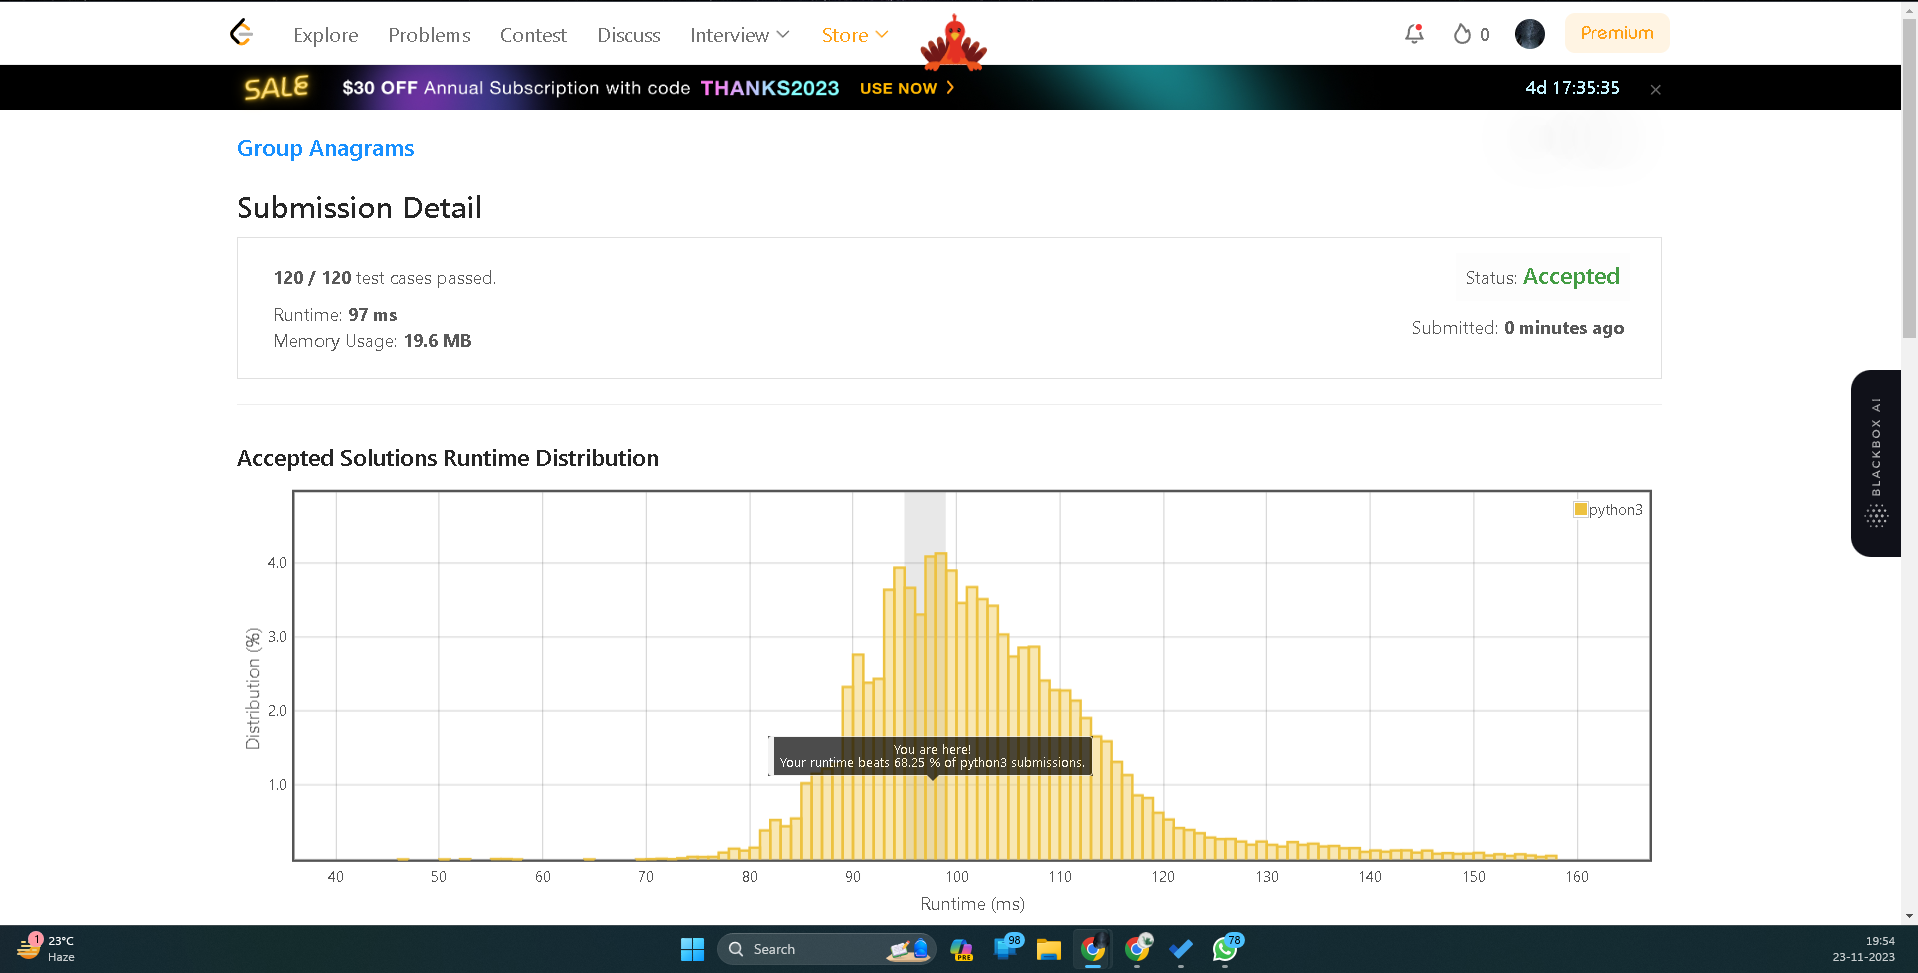 Explore Problems Contest Discuss Interview Store 0 Premium
SALE $30 OFF Annual Subscription with code THANKS2023 USE NOW 4d 17:35:35
Group Anagrams
Submission Detail
120 / 120 test cases passed.
Status: Accepted
Runtime: 97 ms
Submitted: 0 minutes ago
Memory Usage: 19.6 MB
BLACKBOX AI
Accepted Solutions Runtime Distribution
python3
4.0
3.0
2.0
1.0
Distribution (%)
You are here!
Your runtime beats 68.25 % of python3 submissions.
40 50 60 70 80 90 100 110 120 130 140 150 160
Runtime (ms)
1
23°C
Haze
Search
PRE
98
78
19:54
23-11-2023